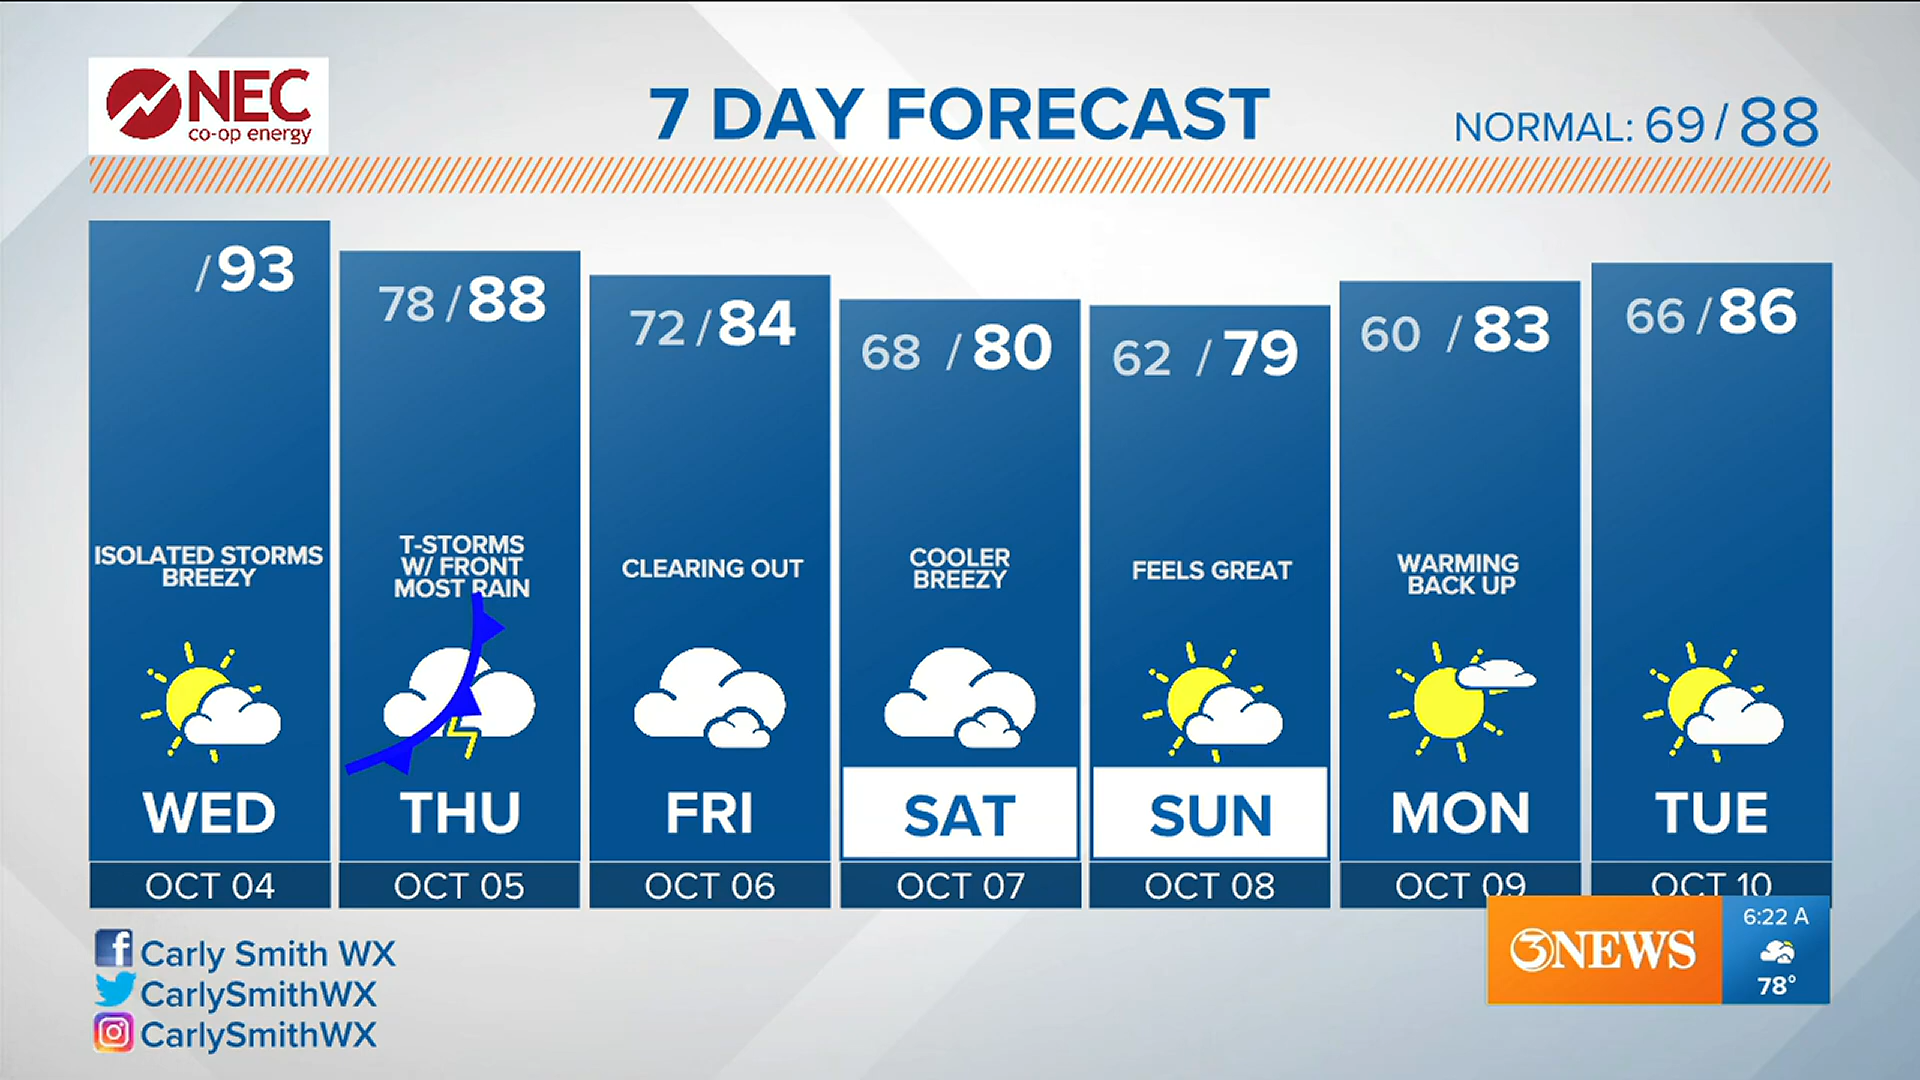 NEC
co-op energy
7 DAY FORECAST
NORMAL: 69 / 88
/ 93
78 / 88
72 / 84
68 / 80
62 / 79
60 / 83
66 / 86
ISOLATED STORMS
BREEZY
T-STORMS
W/ FRONT
MOST RAIN
CLEARING OUT
COOLER
BREEZY
FEELS GREAT
WARMING
BACK UP
WED
THU
FRI
SAT
SUN
MON
TUE
OCT 04
OCT 05
OCT 06
OCT 07
OCT 08
OCT 09
OCT 10
Carly Smith WX
CarlySmithWX
CarlySmithWX
3NEWS
6:22 A
78°